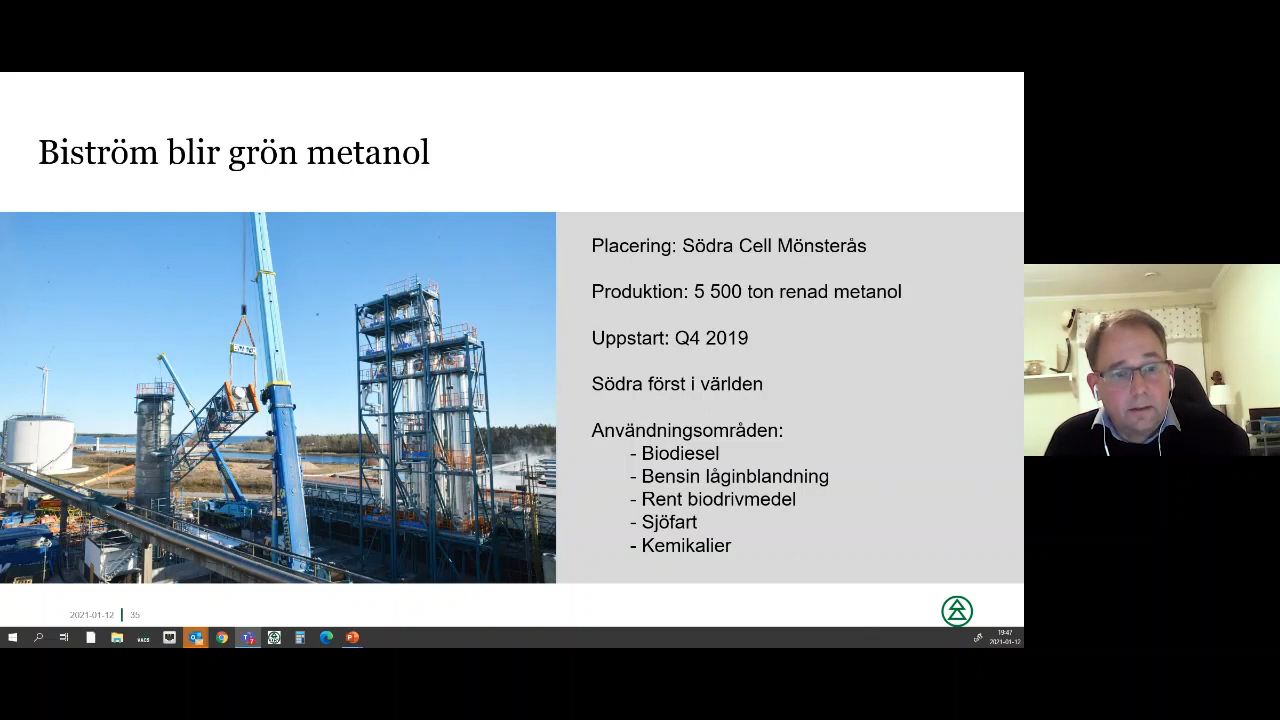 Biström blir grön metanol
Placering: Södra Cell Mönsterås
Produktion: 5 500 ton renad metanol
Uppstart: Q4 2019
Södra först i världen
Användningsområden:
- Biodiesel
- Bensin låginblandning
- Rent biodrivmedel
- Sjöfart
- Kemikalier
2021-01-12 | 35
VACS
19:47
2021-01-12